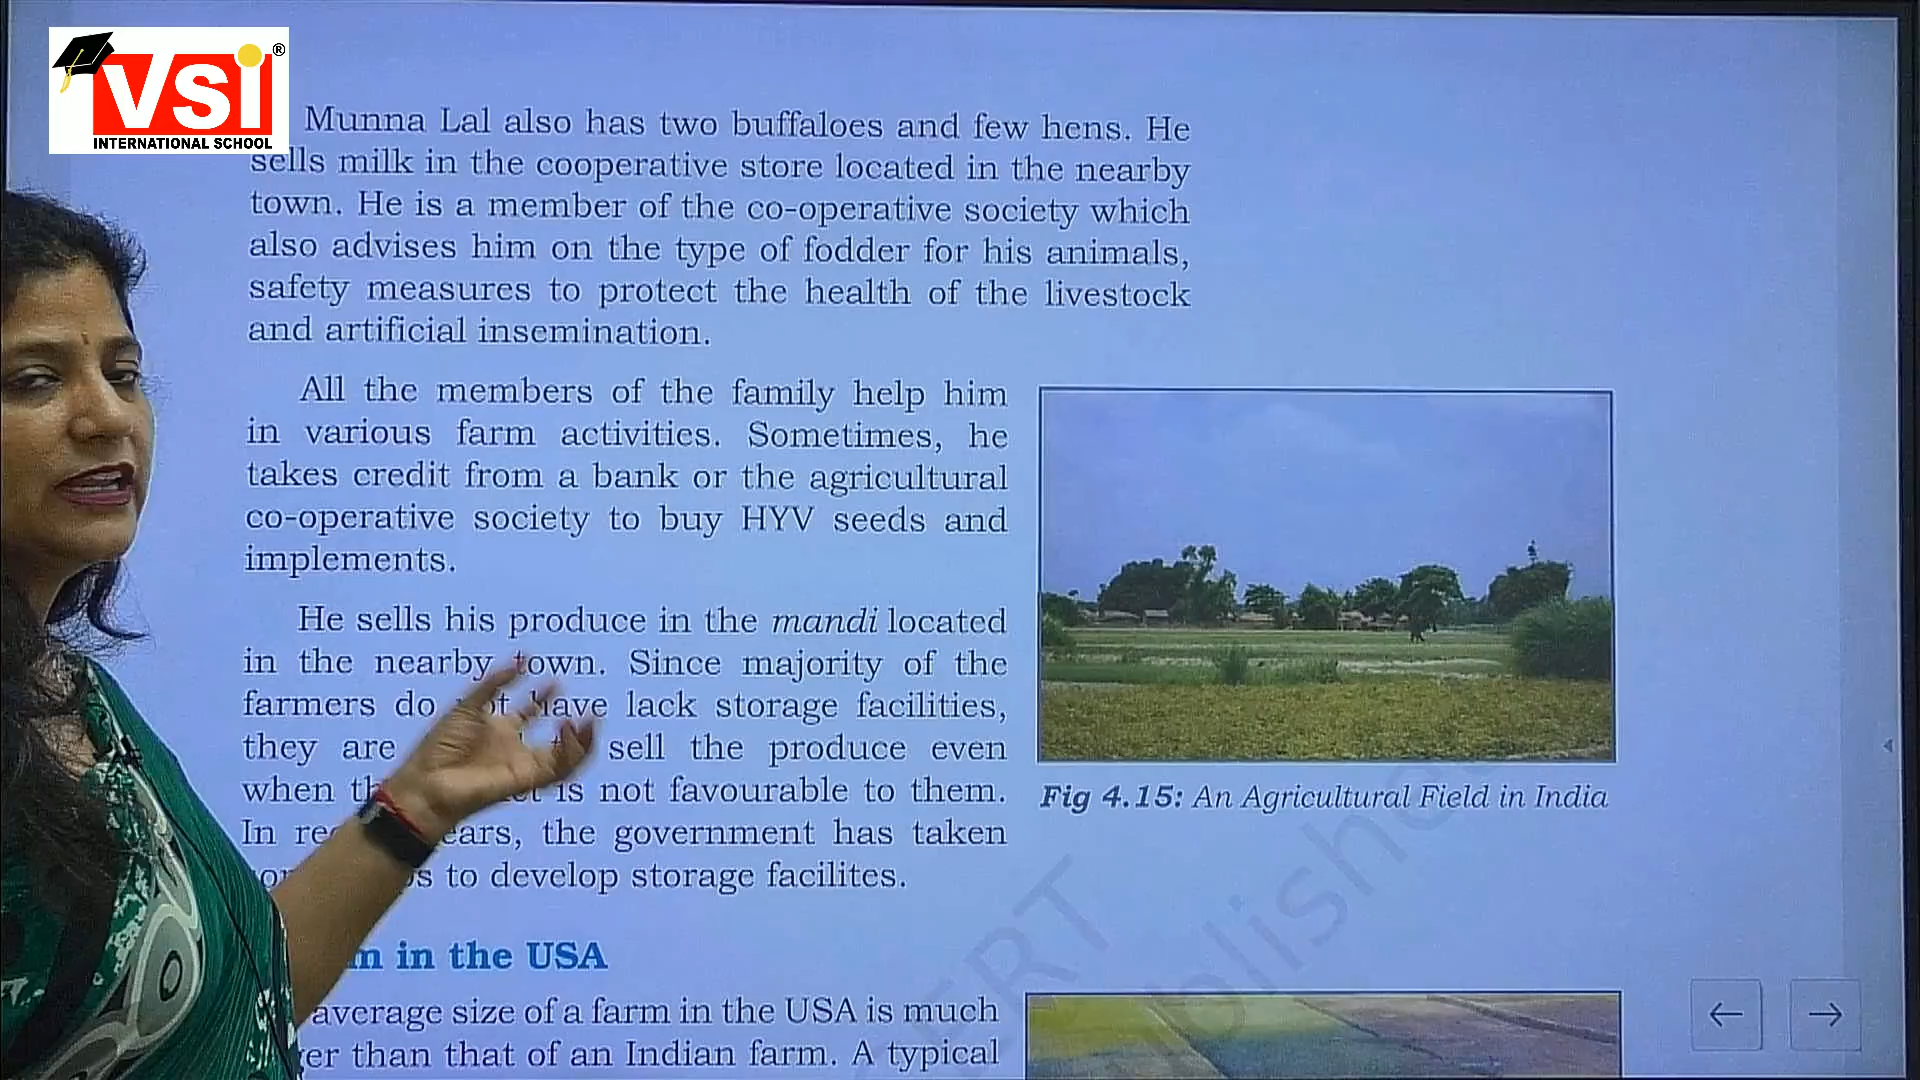 VSI ®
INTERNATIONAL SCHOOL
Munna Lal also has two buffaloes and few hens. He
sells milk in the cooperative store located in the nearby
town. He is a member of the co-operative society which
also advises him on the type of fodder for his animals,
safety measures to protect the health of the livestock
and artificial insemination.
All the members of the family help him
in various farm activities. Sometimes, he
takes credit from a bank or the agricultural
co-operative society to buy HYV seeds and
implements.
He sells his produce in the mandi located
in the nearby town. Since majority of the
farmers do have lack storage facilities,
they are sell the produce even
when is not favourable to them.
In the government has taken
to develop storage facilites.
Fig 4.15: An Agricultural Field in India
in the USA
average size of a farm in the USA is much
than that of an Indian farm. A typical